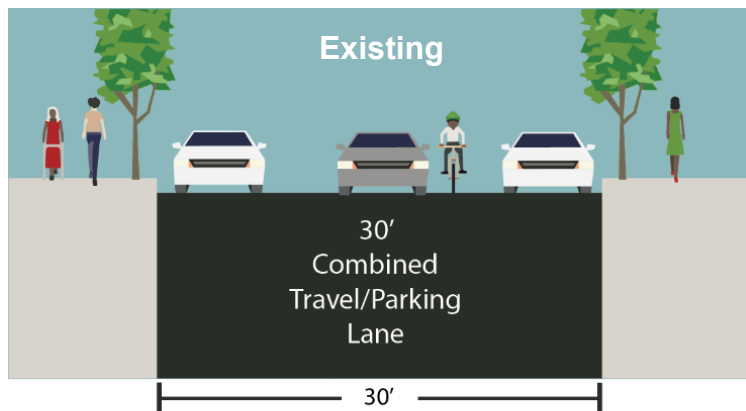 Existing
30′
Combined
Travel/Parking
Lane
30′